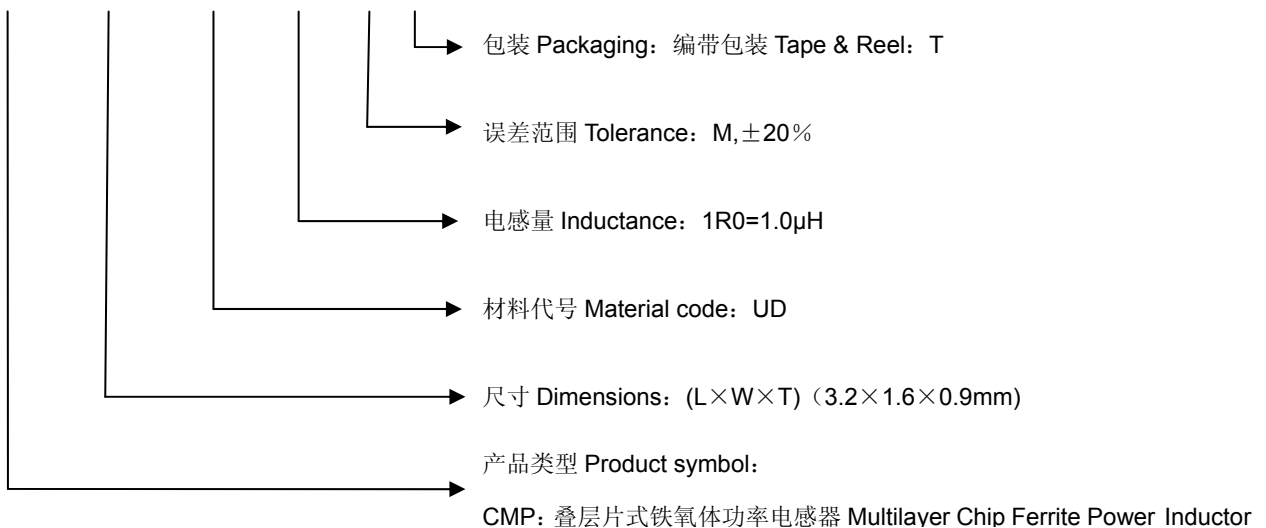 包装 Packaging：编带包装 Tape & Reel：T
误差范围 Tolerance：M,±20％
电感量 Inductance：1R0=1.0μH
材料代号 Material code：UD
尺寸 Dimensions：(L×W×T)（3.2×1.6×0.9mm)
产品类型 Product symbol：
CMP：叠层片式铁氧体功率电感器 Multilayer Chip Ferrite Power Inductor